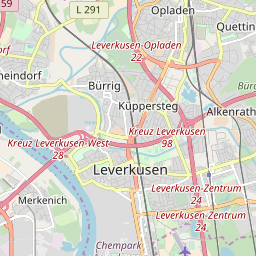 59
L 291
Opladen
Quettin
Leverkusen-Opladen
22
heindorf
Bürrig
Küppersteg
Alkenrath
Kreuz Leverkusen
98
Kreuz Leverkusen-West
28
Leverkusen
Merkenich
Leverkusen-Zentrum
24
Leverkusen-Zentrum
24
Chempark